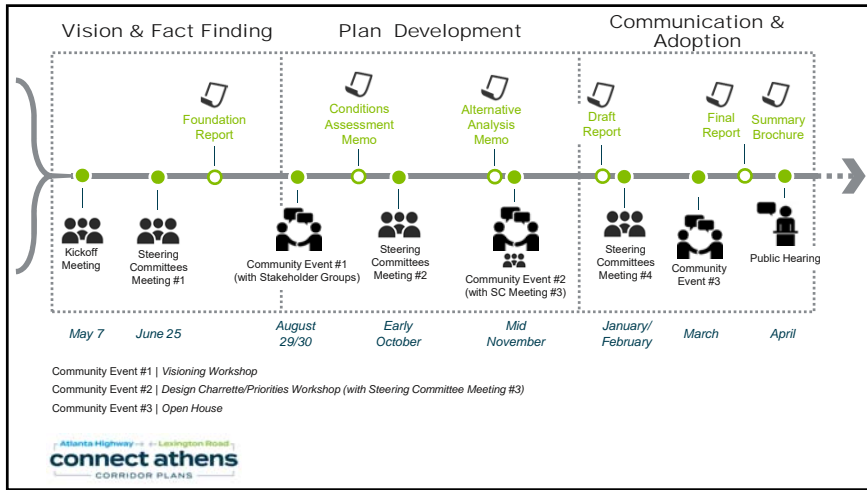 Vision & Fact Finding
Plan Development
Communication &
Adoption
Foundation
Report
Conditions
Assessment
Memo
Alternative
Analysis
Memo
Draft
Report
Final
Report
Summary
Brochure
Kickoff
Meeting
Steering
Committees
Meeting #1
Community Event #1
(with Stakeholder Groups)
Steering
Committees
Meeting #2
Community Event #2
(with SC Meeting #3)
Steering
Committees
Meeting #4
Community
Event #3
Public Hearing
May 7
June 25
August
29/30
Early
October
Mid
November
January/
February
March
April
Community Event #1 | Visioning Workshop
Community Event #2 | Design Charrette/Priorities Workshop (with Steering Committee Meeting #3)
Community Event #3 | Open House
Atlanta Highway Lexington Road
connect athens
CORRIDOR PLANS